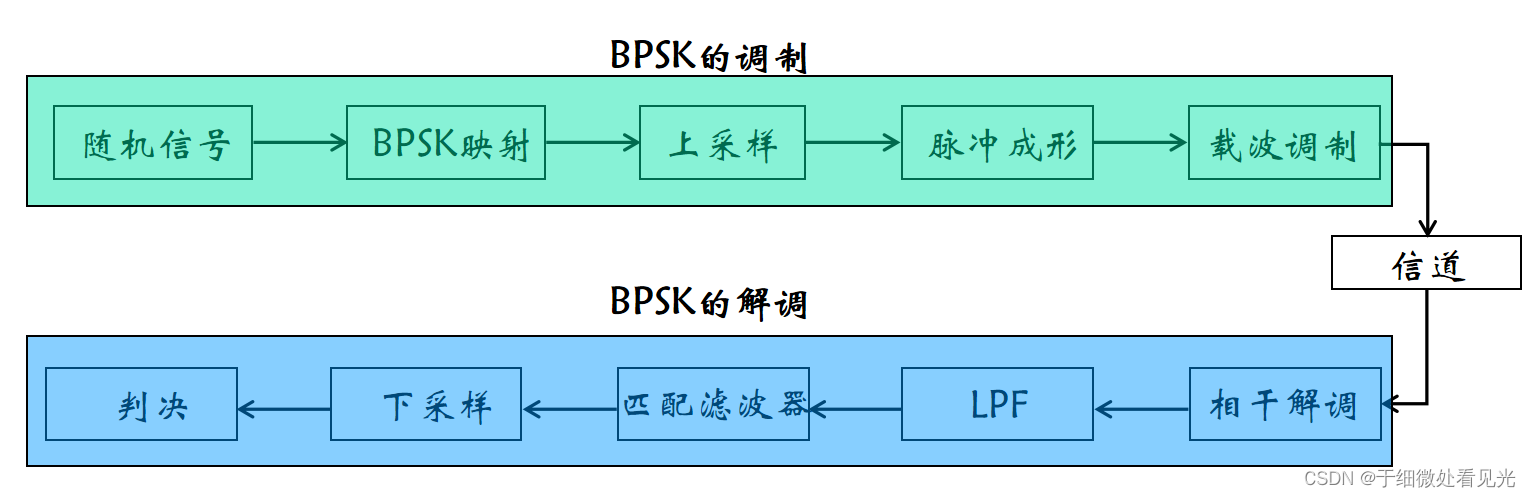 BPSK的调制
随机信号
BPSK映射
上采样
脉冲成形
载波调制
信道
BPSK的解调
判决
下采样
匹配滤波器
LPF
相干解调
CSDN @于细微处看见光